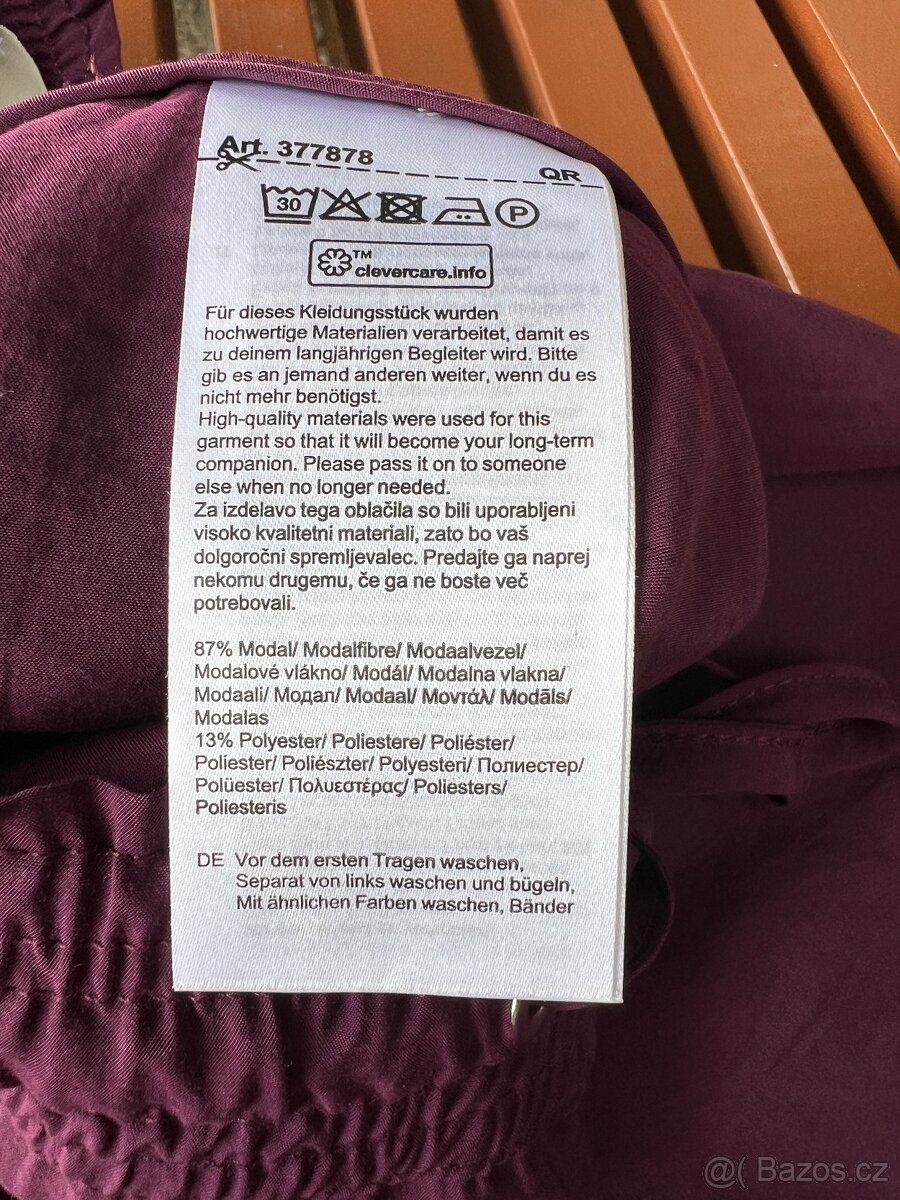 Art. 377878
QR
30
P
TM
clevercare.info
Für dieses Kleidungsstück wurden
hochwertige Materialien verarbeitet, damit es
zu deinem langjährigen Begleiter wird. Bitte
gib es an jemand anderen weiter, wenn du es
nicht mehr benötigst.
High-quality materials were used for this
garment so that it will become your long-term
companion. Please pass it on to someone
else when no longer needed.
Za izdelavo tega oblačila so bili uporabljeni
visoko kvalitetni materiali, zato bo vaš
dolgoročni spremljevalec. Predajte ga naprej
nekomu drugemu, če ga ne boste več
potrebovali.
87% Modal/ Modalfibre/ Modaalvezel/
Modalové vlákno/ Modál/ Modalna vlakna/
Modaali/ Модал/ Modaal/ Μοντάλ/ Modāls/
Modalas
13% Polyester/ Poliestere/ Poliéster/
Poliester/ Poliészter/ Polyesteri/ Полиестер/
Polüester/ Πολυεστέρας/ Poliesters/
Poliesteris
DE Vor dem ersten Tragen waschen,
Separat von links waschen und bügeln,
Mit ähnlichen Farben waschen, Bänder
@( Bazos.cz